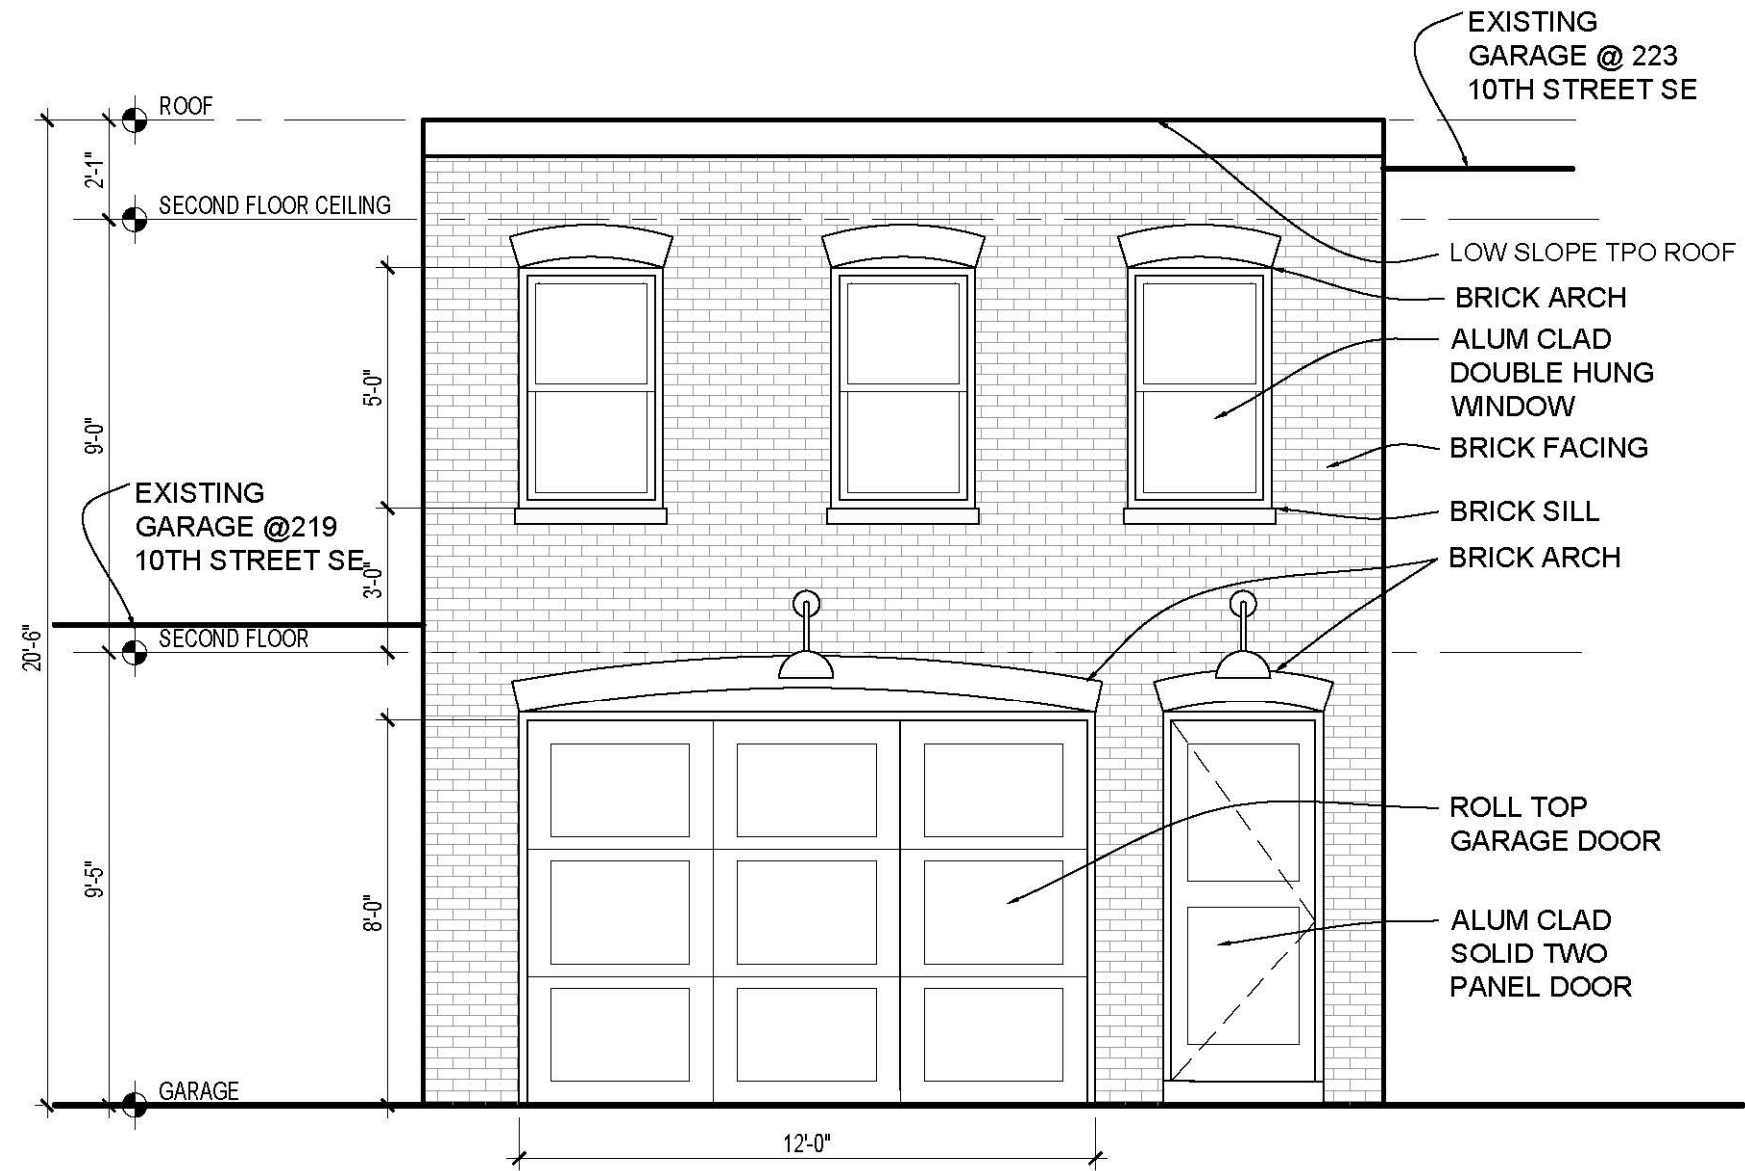 EXISTING
GARAGE @ 223
10TH STREET SE
ROOF
2'-1"
SECOND FLOOR CEILING
LOW SLOPE TPO ROOF
BRICK ARCH
ALUM CLAD
DOUBLE HUNG
WINDOW
5'-0"
9'-0"
BRICK FACING
EXISTING
GARAGE @219
10TH STREET SE
BRICK SILL
BRICK ARCH
3'-0"
20'-6"
SECOND FLOOR
ROLL TOP
GARAGE DOOR
9'-5"
8'-0"
ALUM CLAD
SOLID TWO
PANEL DOOR
GARAGE
12'-0"